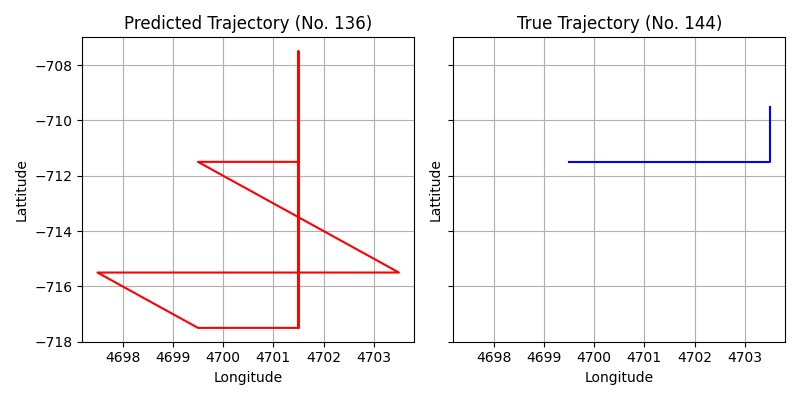 Predicted Trajectory (No. 136)
True Trajectory (No. 144)
−708
−710
−712
−714
−716
−718
Lattitude
Lattitude
4698 4699 4700 4701 4702 4703
4698 4699 4700 4701 4702 4703
Longitude
Longitude